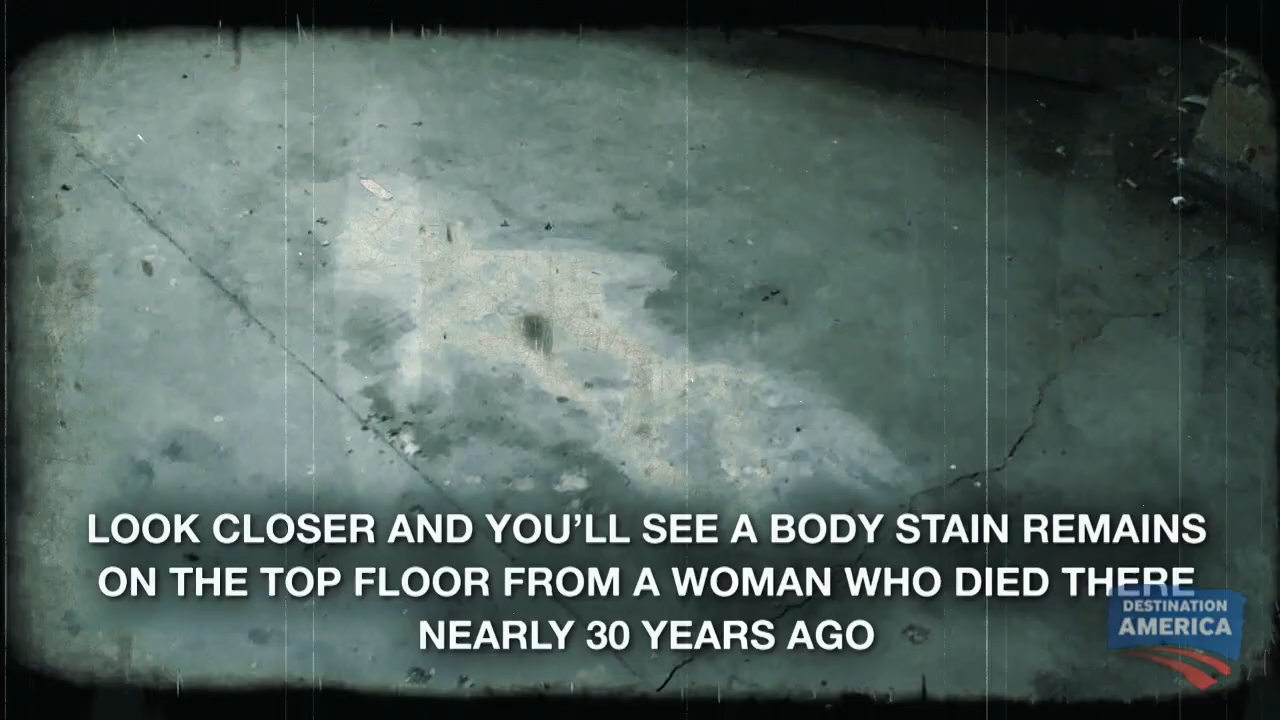 LOOK CLOSER AND YOU'LL SEE A BODY STAIN REMAINS
ON THE TOP FLOOR FROM A WOMAN WHO DIED THERE
NEARLY 30 YEARS AGO
DESTINATION
AMERICA